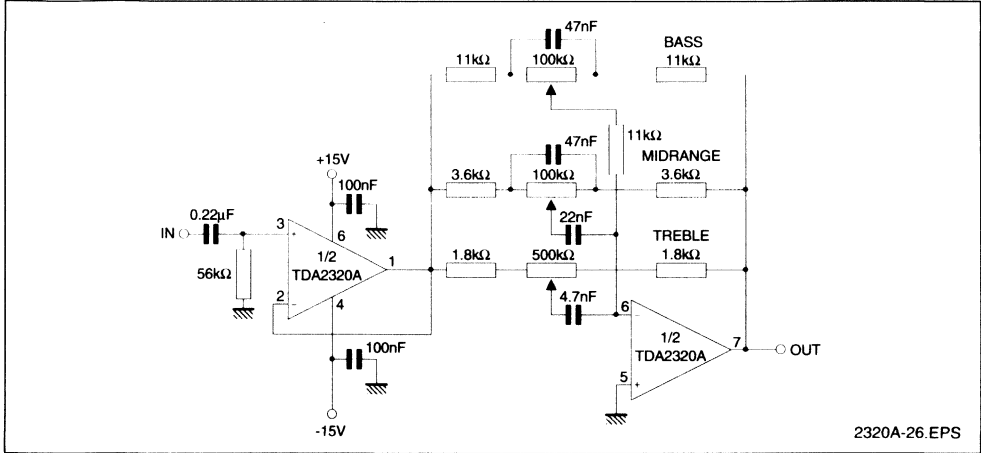 47nF
BASS
11kΩ 100kΩ 11kΩ
11kΩ
47nF
MIDRANGE
+15V
100nF
3.6kΩ 100kΩ 3.6kΩ
0.22µF
22nF
IN
3 + 6
TREBLE
1/2
TDA2320A
1
1.8kΩ 500kΩ 1.8kΩ
56kΩ
2 − 4
4.7nF
6 −
1/2
TDA2320A
7
OUT
100nF
5 +
-15V
2320A-26.EPS